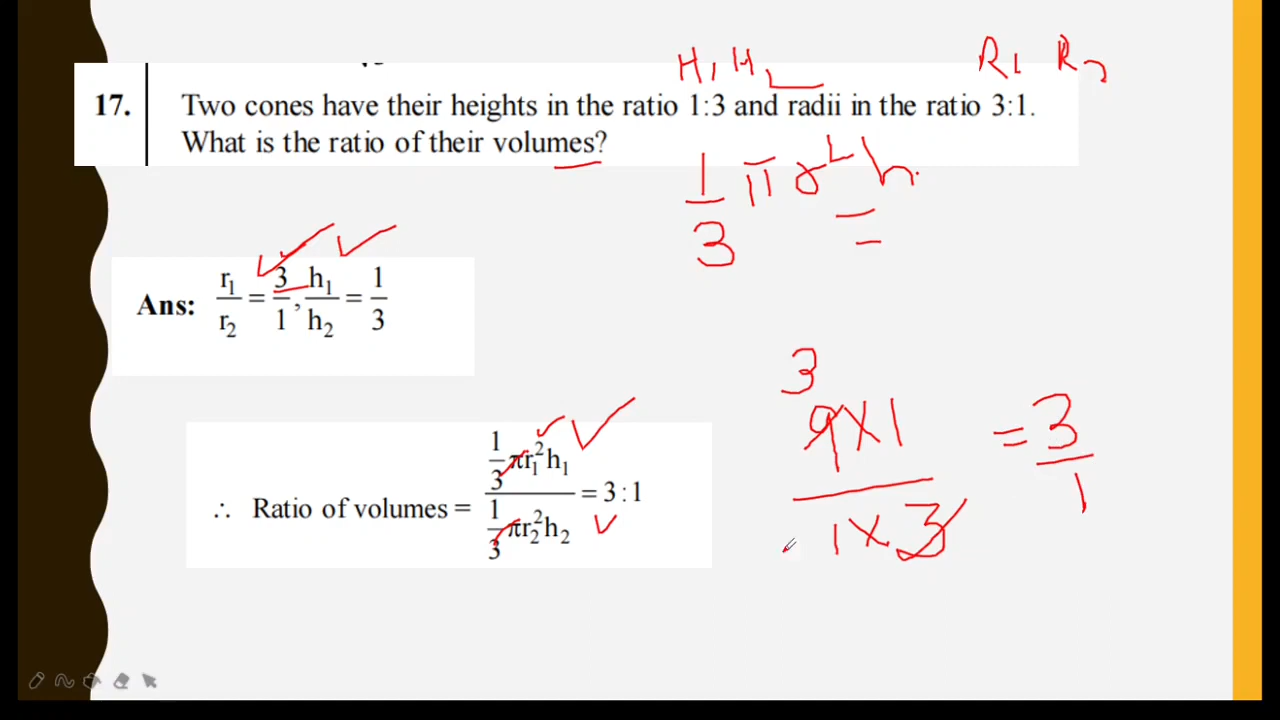 H1 H2 R1 R2
17. Two cones have their heights in the ratio 1:3 and radii in the ratio 3:1.
What is the ratio of their volumes?
1/3 π r² h
Ans: r₁/r₂ = 3/1, h₁/h₂ = 1/3
3
9×1 / 1×3 = 3/1
∴ Ratio of volumes = 1/3 πr₁²h₁ / 1/3 πr₂²h₂ = 3 : 1